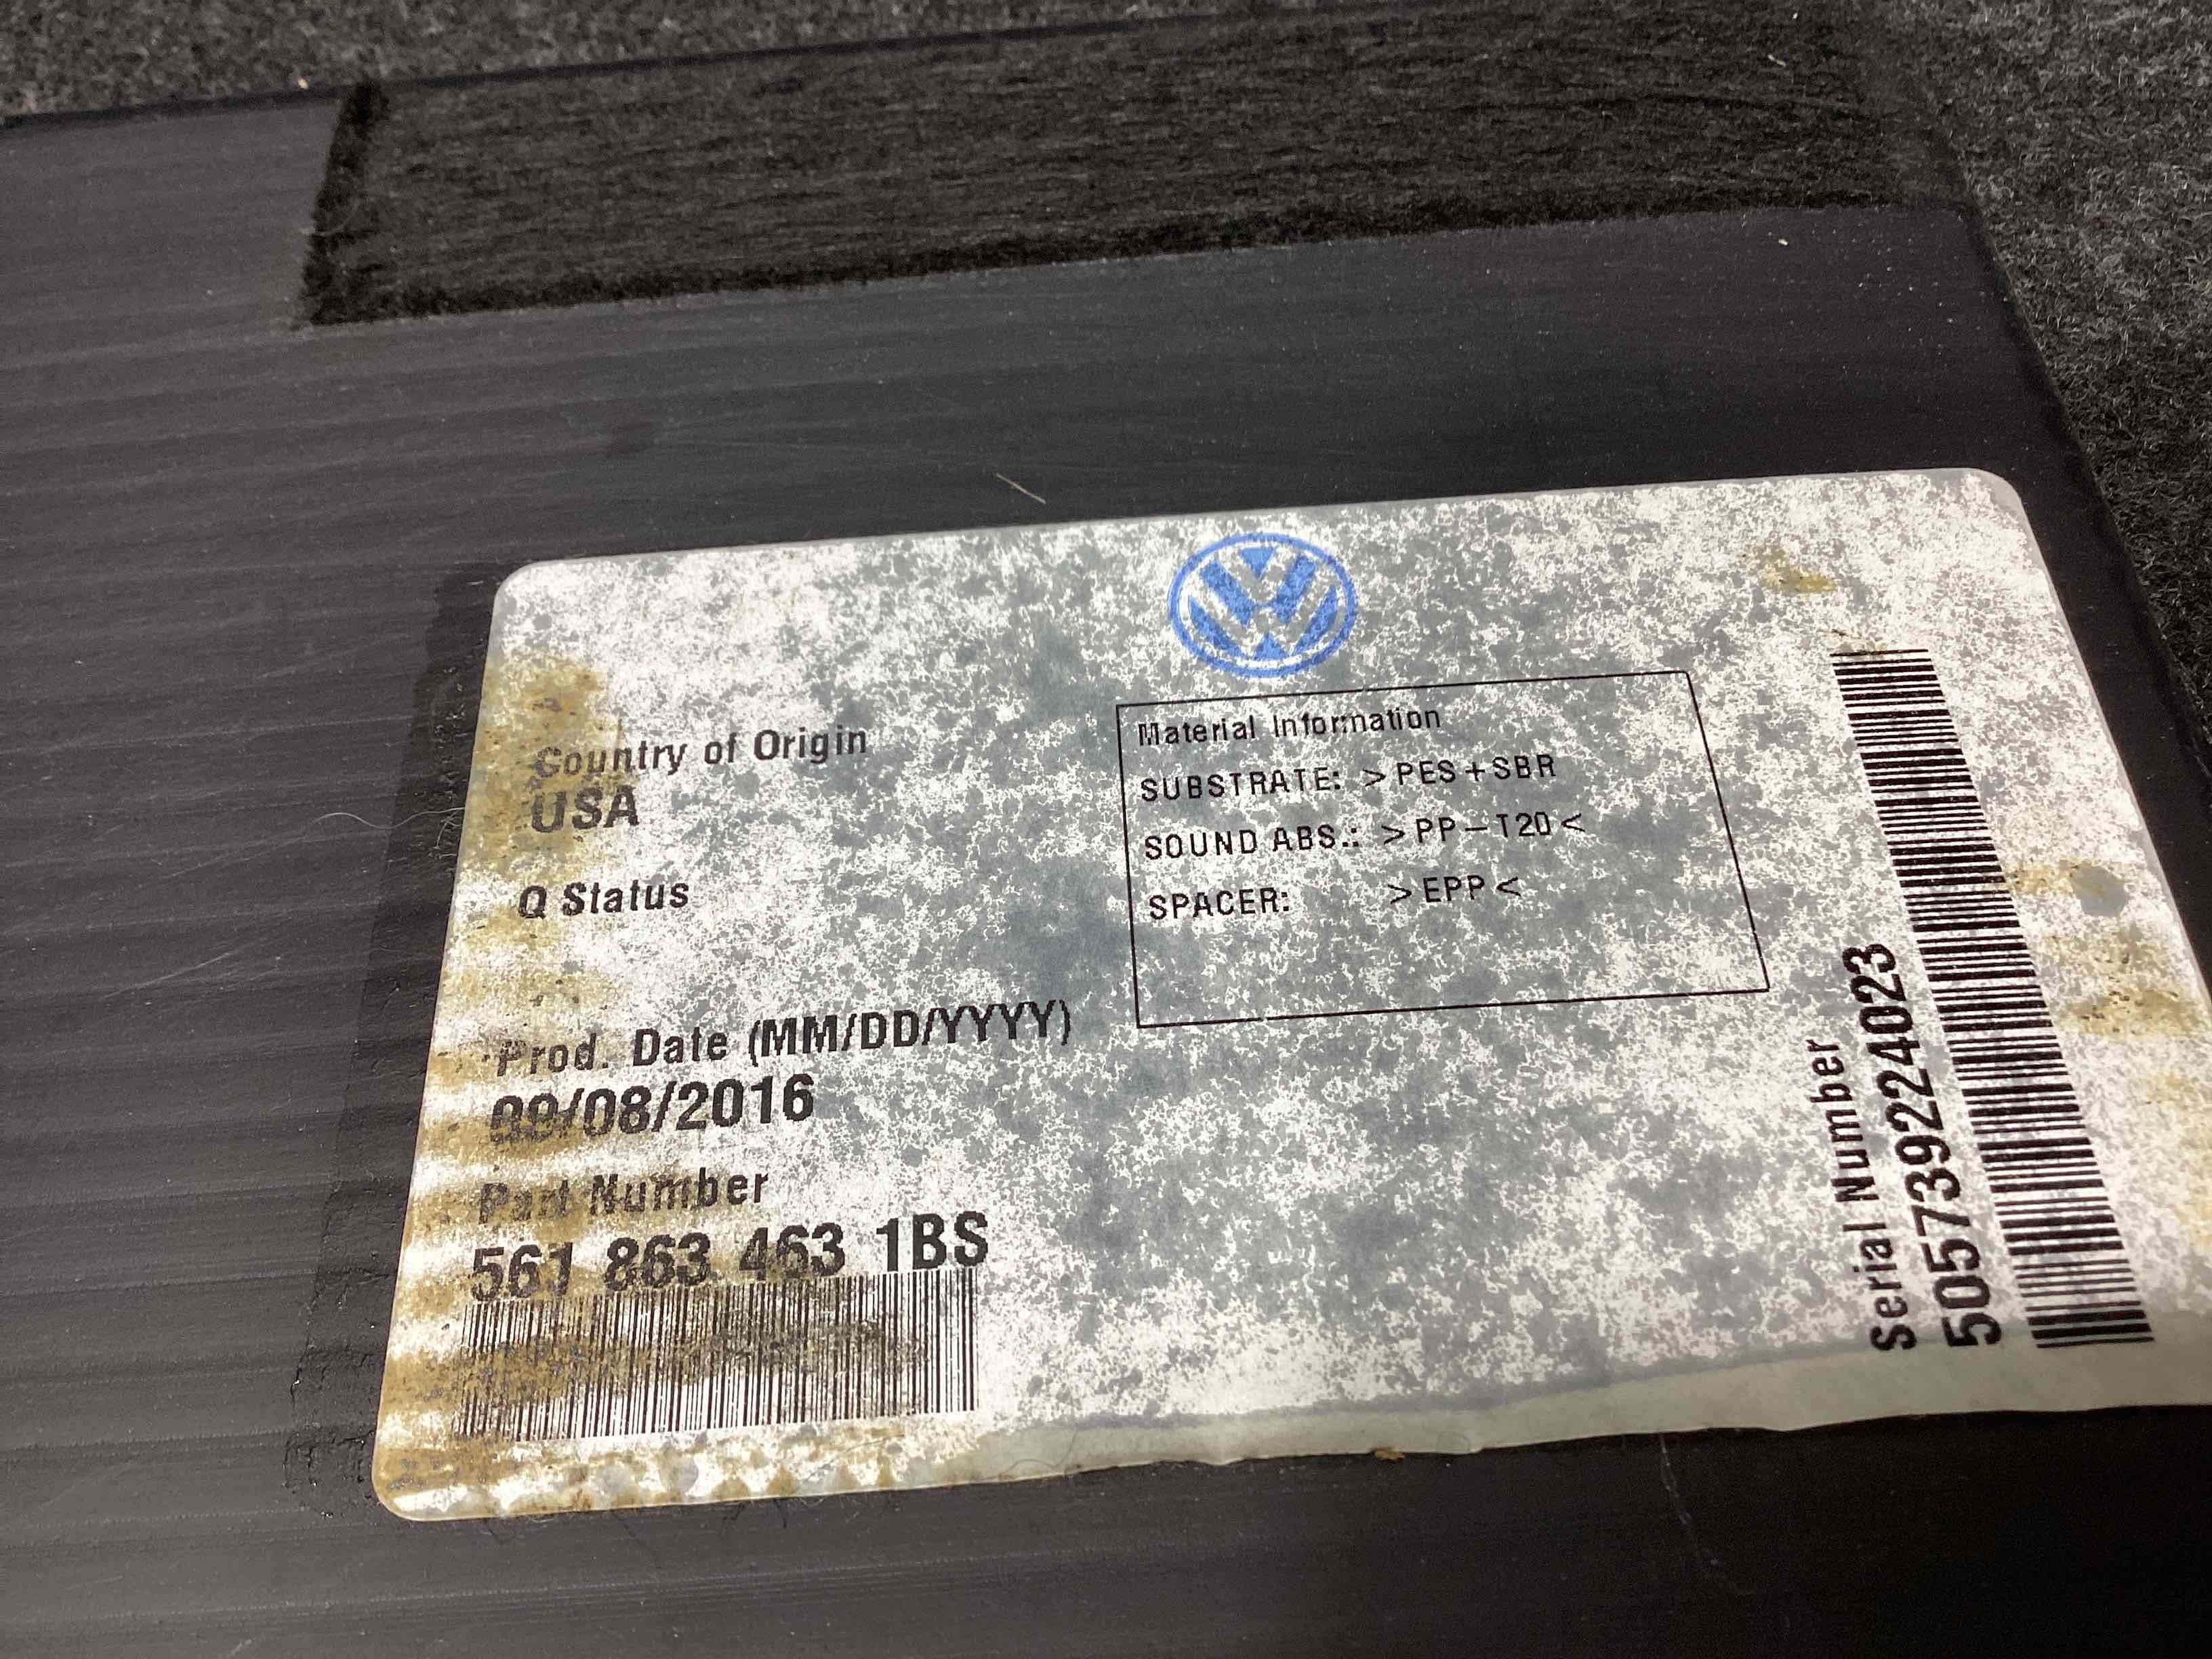 Country of Origin
USA
Q Status
Prod. Date (MM/DD/YYYY)
09/08/2016
Part Number
561 863 463 1BS
Material Information
SUBSTRATE: >PES+SBR
SOUND ABS.: >PP-T20<
SPACER: >EPP<
Serial Number
5057392224023